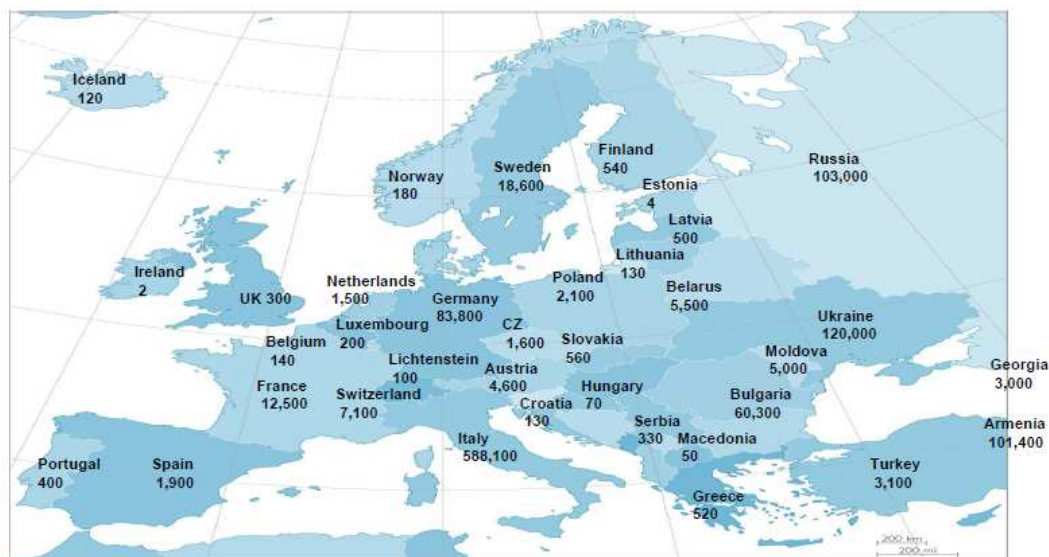 Iceland
120
Norway
180
Sweden
18,600
Finland
540
Russia
103,000
Estonia
4
Latvia
500
Lithuania
130
Ireland
2
UK 300
Netherlands
1,500
Germany
83,800
Poland
2,100
Belarus
5,500
Luxembourg
200
Belgium
140
CZ
1,600
Slovakia
560
Ukraine
120,000
Moldova
5,000
Georgia
3,000
Lichtenstein
100
Austria
4,600
France
12,500
Switzerland
7,100
Hungary
70
Bulgaria
60,300
Croatia
130
Serbia
330
Macedonia
50
Armenia
101,400
Portugal
400
Spain
1,900
Italy
588,100
Turkey
3,100
Greece
520
200 km
200 mi